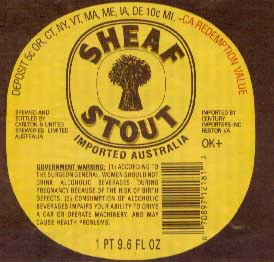 DEPOSIT 5¢ OR, CT, NY, VT, MA, ME, IA, DE 10¢ MI. -CA REDEMPTION VALUE
SHEAF
STOUT
IMPORTED AUSTRALIA
BREWED AND
BOTTLED BY
CARLTON & UNITED
BREWERIES LIMITED
AUSTRALIA
IMPORTED BY
CENTURY
IMPORTERS INC.
RESTON VA
OK+
GOVERNMENT WARNING: (1) ACCORDING TO
THE SURGEON GENERAL, WOMEN SHOULD NOT
DRINK ALCOHOLIC BEVERAGES DURING
PREGNANCY BECAUSE OF THE RISK OF BIRTH
DEFECTS. (2) CONSUMPTION OF ALCOHOLIC
BEVERAGES IMPAIRS YOUR ABILITY TO DRIVE
A CAR OR OPERATE MACHINERY, AND MAY
CAUSE HEALTH PROBLEMS.
1 PT 9.6 FL OZ